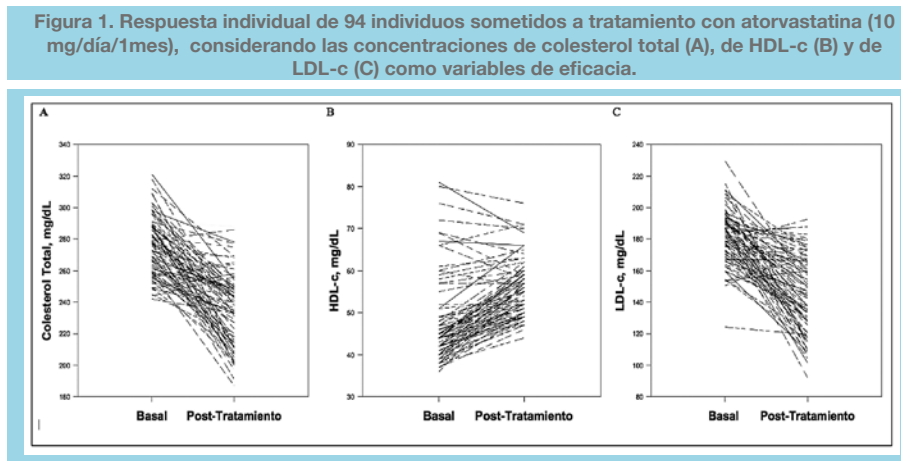 Figura 1. Respuesta individual de 94 individuos sometidos a tratamiento con atorvastatina (10
mg/día/1mes), considerando las concentraciones de colesterol total (A), de HDL-c (B) y de
LDL-c (C) como variables de eficacia.
A
340
320
300
280
260
240
220
200
180
Colesterol Total, mg/dL
Basal Post-Tratamiento
B
90
80
70
60
50
40
30
HDL-c, mg/dL
Basal Post-Tratamiento
C
240
220
200
180
160
140
120
100
80
LDL-c, mg/dL
Basal Post-Tratamiento